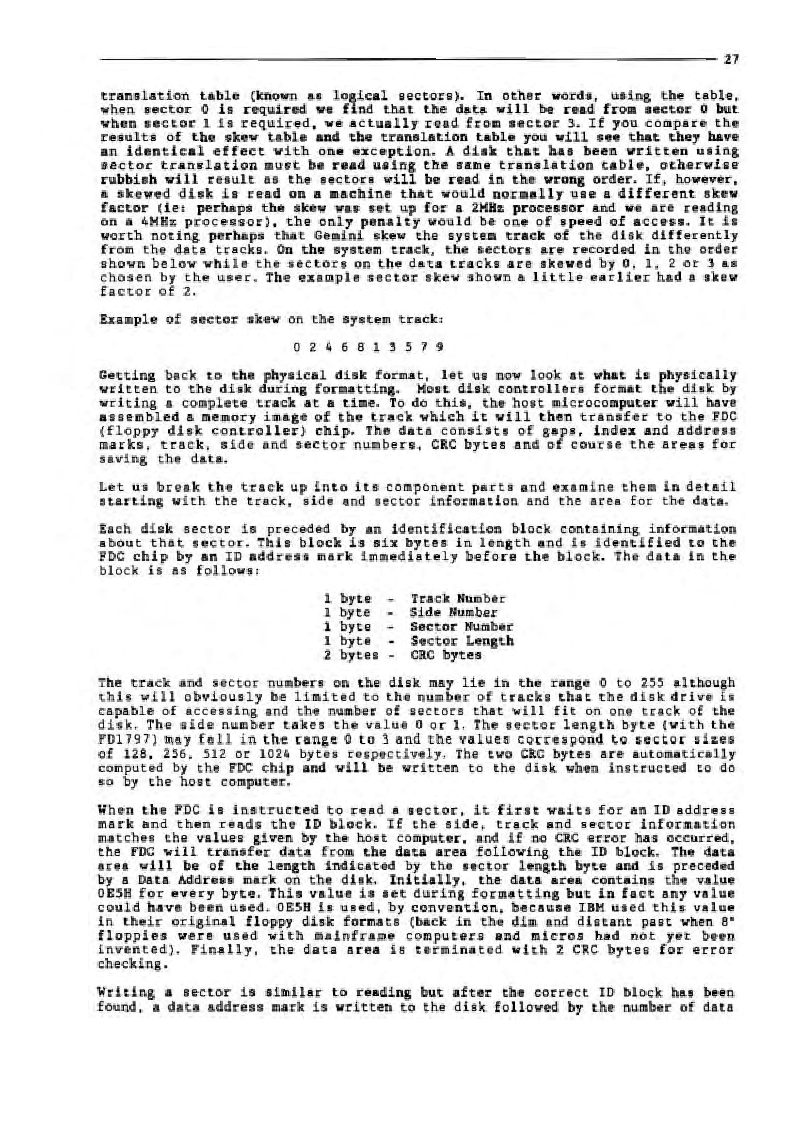 27
translation table (known as logical sectors). In other words, using the table,
when sector 0 is required we find that the data will be read from sector 0 but
when sector 1 is required, we actually read from sector 3. If you compare the
results of the skew table and the translation table you will see that they have
an identical effect with one exception. A disk that has been written using
sector translation must be read using the same translation table, otherwise
rubbish will result as the sectors will be read in the wrong order. If, however,
a skewed disk is read on a machine that would normally use a different skew
factor (ie: perhaps the skew was set up for a 2MHz processor and we are reading
on a 4MHz processor), the only penalty would be one of speed of access. It is
worth noting perhaps that Gemini skew the system track of the disk differently
from the data tracks. On the system track, the sectors are recorded in the order
shown below while the sectors on the data tracks are skewed by 0, 1, 2 or 3 as
chosen by the user. The example sector skew shown a little earlier had a skew
factor of 2.
Example of sector skew on the system track:
0 2 4 6 8 1 3 5 7 9
Getting back to the physical disk format, let us now look at what is physically
written to the disk during formatting. Most disk controllers format the disk by
writing a complete track at a time. To do this, the host microcomputer will have
assembled a memory image of the track which it will then transfer to the FDC
(floppy disk controller) chip. The data consists of gaps, index and address
marks, track, side and sector numbers, CRC bytes and of course the areas for
saving the data.
Let us break the track up into its component parts and examine them in detail
starting with the track, side and sector information and the area for the data.
Each disk sector is preceded by an identification block containing information
about that sector. This block is six bytes in length and is identified to the
FDC chip by an ID address mark immediately before the block. The data in the
block is as follows:
1 byte - Track Number
1 byte - Side Number
1 byte - Sector Number
1 byte - Sector Length
2 bytes - CRC bytes
The track and sector numbers on the disk may lie in the range 0 to 255 although
this will obviously be limited to the number of tracks that the disk drive is
capable of accessing and the number of sectors that will fit on one track of the
disk. The side number takes the value 0 or 1. The sector length byte (with the
FD1797) may fall in the range 0 to 3 and the values correspond to sector sizes
of 128, 256, 512 or 1024 bytes respectively. The two CRC bytes are automatically
computed by the FDC chip and will be written to the disk when instructed to do
so by the host computer.
When the FDC is instructed to read a sector, it first waits for an ID address
mark and then reads the ID block. If the side, track and sector information
matches the values given by the host computer, and if no CRC error has occurred,
the FDC will transfer data from the data area following the ID block. The data
area will be of the length indicated by the sector length byte and is preceded
by a Data Address mark on the disk. Initially, the data area contains the value
0E5H for every byte. This value is set during formatting but in fact any value
could have been used. 0E5H is used, by convention, because IBM used this value
in their original floppy disk formats (back in the dim and distant past when 8"
floppies were used with mainframe computers and micros had not yet been
invented). Finally, the data area is terminated with 2 CRC bytes for error
checking.
Writing a sector is similar to reading but after the correct ID block has been
found, a data address mark is written to the disk followed by the number of data